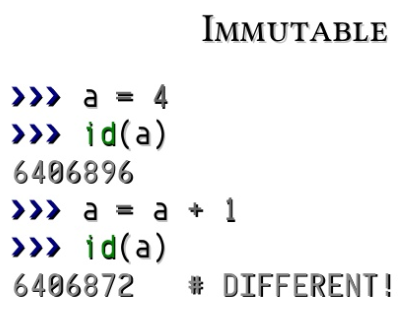 IMMUTABLE
>>> a = 4
>>> id(a)
6406896
>>> a = a + 1
>>> id(a)
6406872 # DIFFERENT!